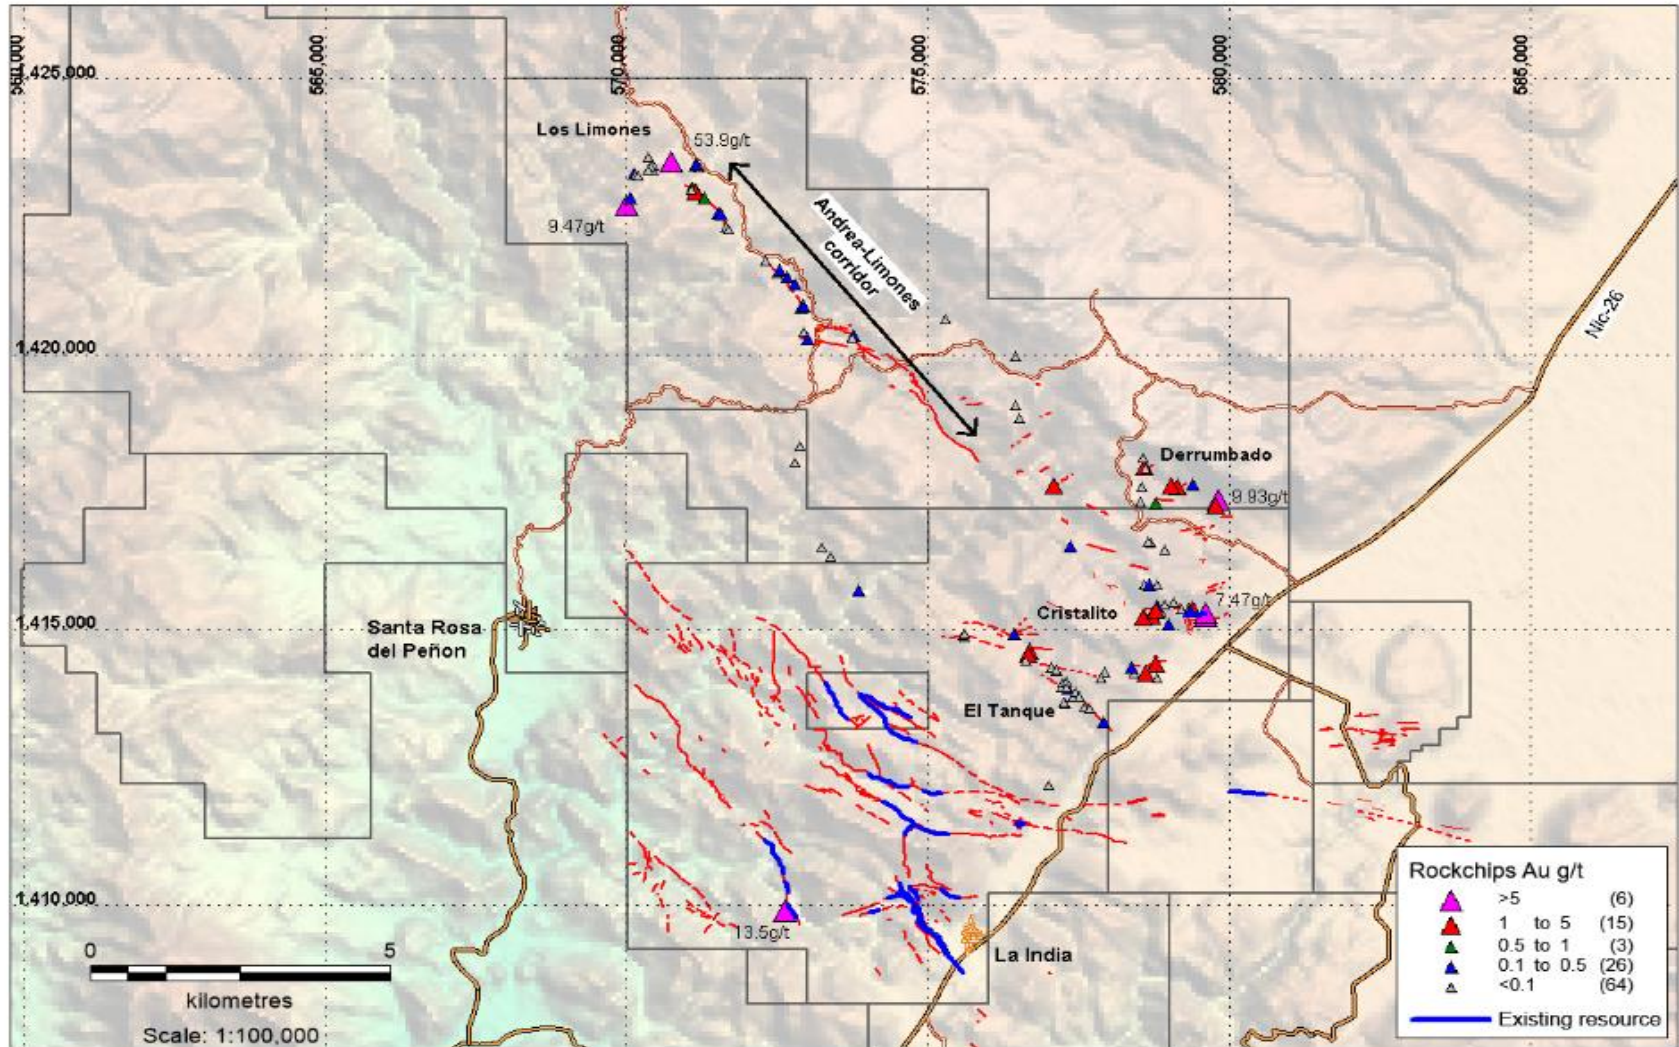 560,000
565,000
570,000
575,000
580,000
585,000
1,425,000
Los Limones
53.9g/t
9.47g/t
Andrea-Limones
corridor
Nic-26
1,420,000
Derrumbado
9.93g/t
7.47g/t
Cristalito
1,415,000
Santa Rosa
del Peñon
El Tanque
1,410,000
13.5g/t
La India
0 5
kilometres
Scale: 1:100,000
Rockchips Au g/t
>5 (6)
1 to 5 (15)
0.5 to 1 (3)
0.1 to 0.5 (26)
<0.1 (64)
Existing resource